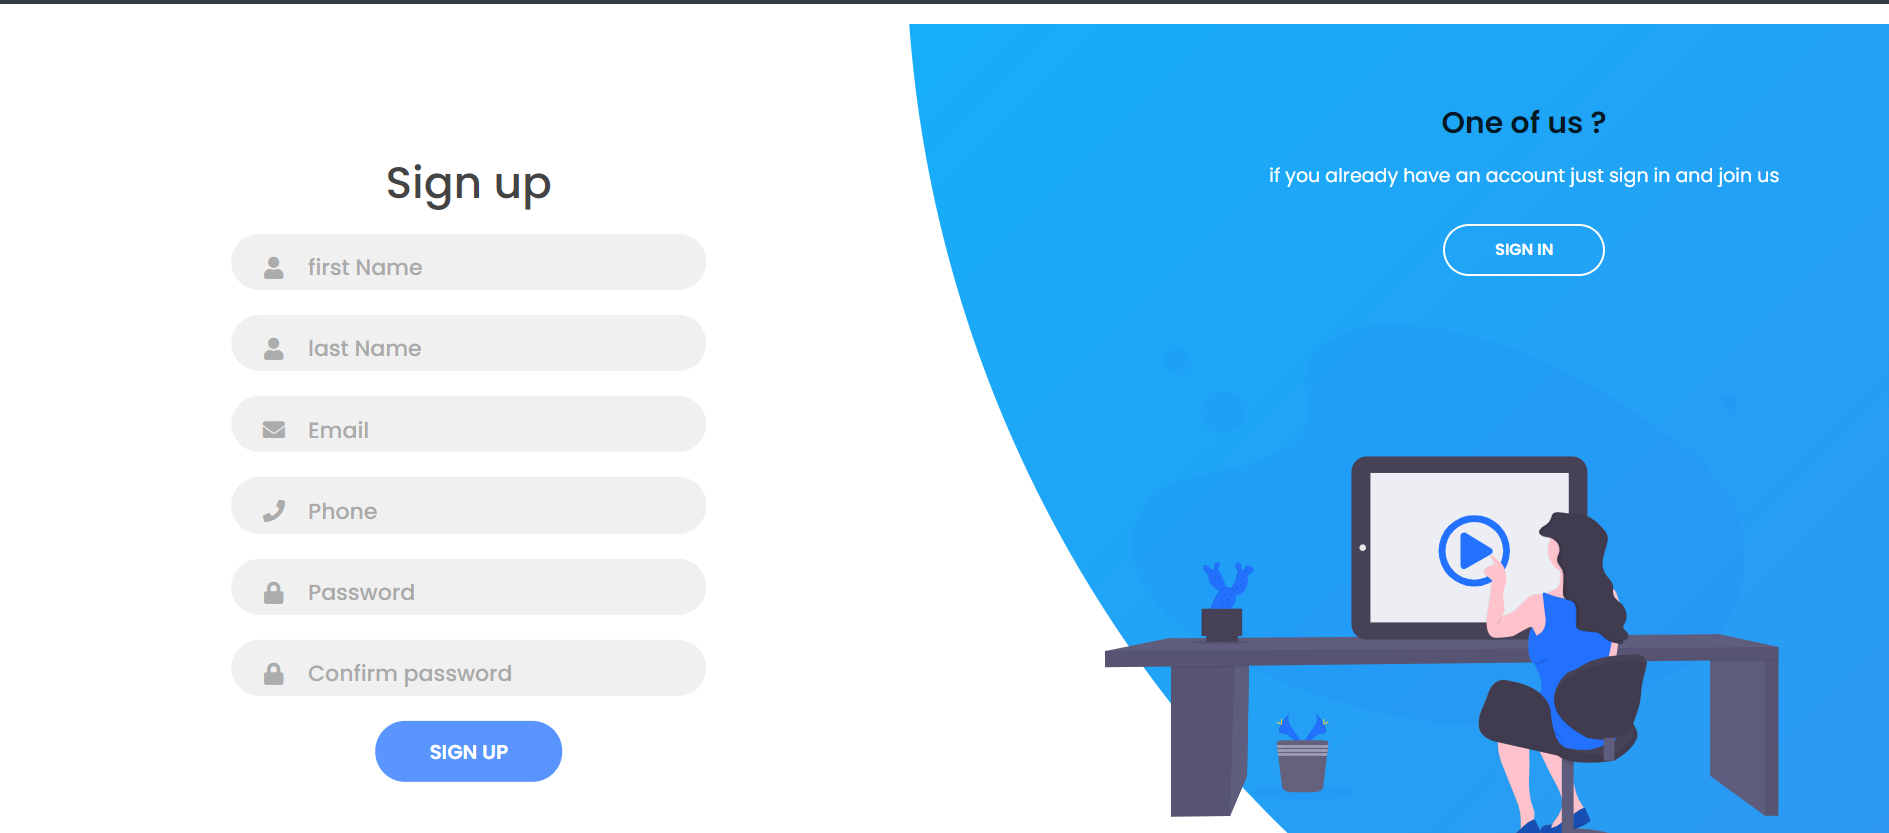 Sign up
first Name
last Name
Email
Phone
Password
Confirm password
SIGN UP
One of us ?
if you already have an account just sign in and join us
SIGN IN